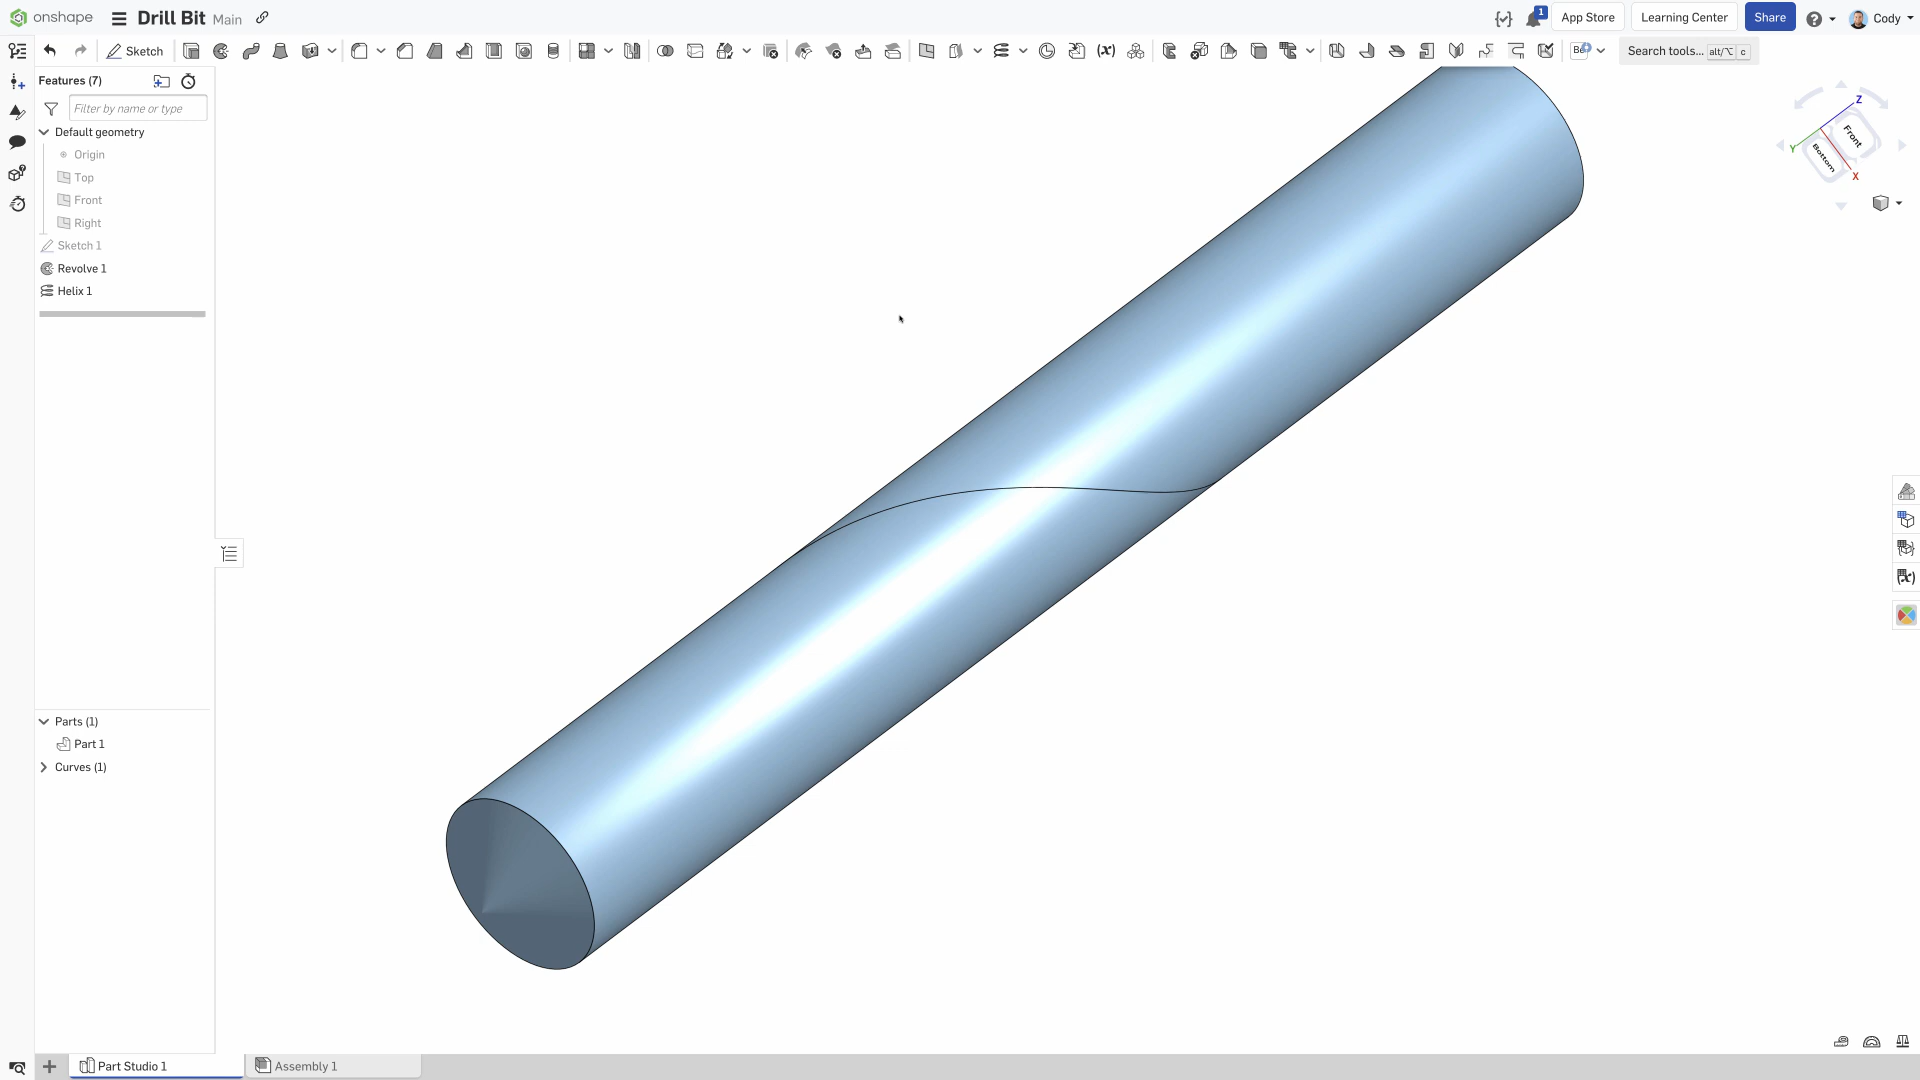 onshape Drill Bit Main 1 App Store Learning Center Share Cody
Sketch (x) Search tools... alt/⌥ c
Features (7)
Filter by name or type
Default geometry
Origin
Top
Front
Right
Sketch 1
Revolve 1
Helix 1
Z
Front
Y
Bottom
X
(x)
Parts (1)
Part 1
Curves (1)
Part Studio 1 Assembly 1